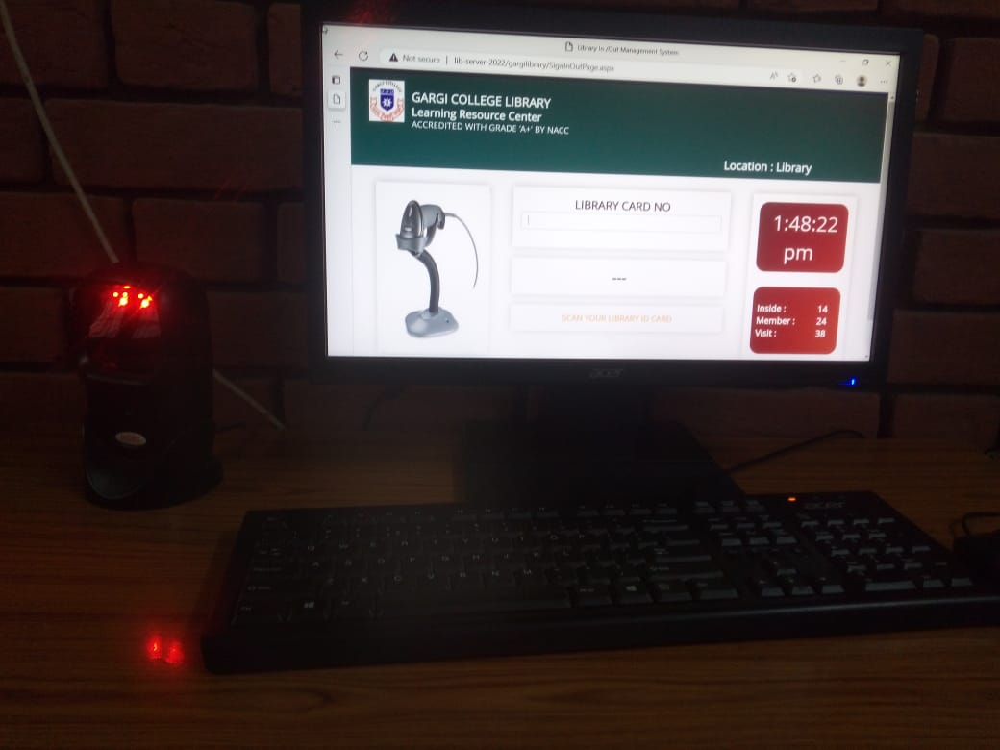 Library In /Out Management System
Not secure | lib-server-2022/gargilibrary/SignInOutPage.aspx
GARGI COLLEGE LIBRARY
Learning Resource Center
ACCREDITED WITH GRADE 'A+' BY NACC
Location : Library
LIBRARY CARD NO
---
SCAN YOUR LIBRARY ID CARD
1:48:22
pm
Inside : 14
Member : 24
Visit : 38
acer
acer